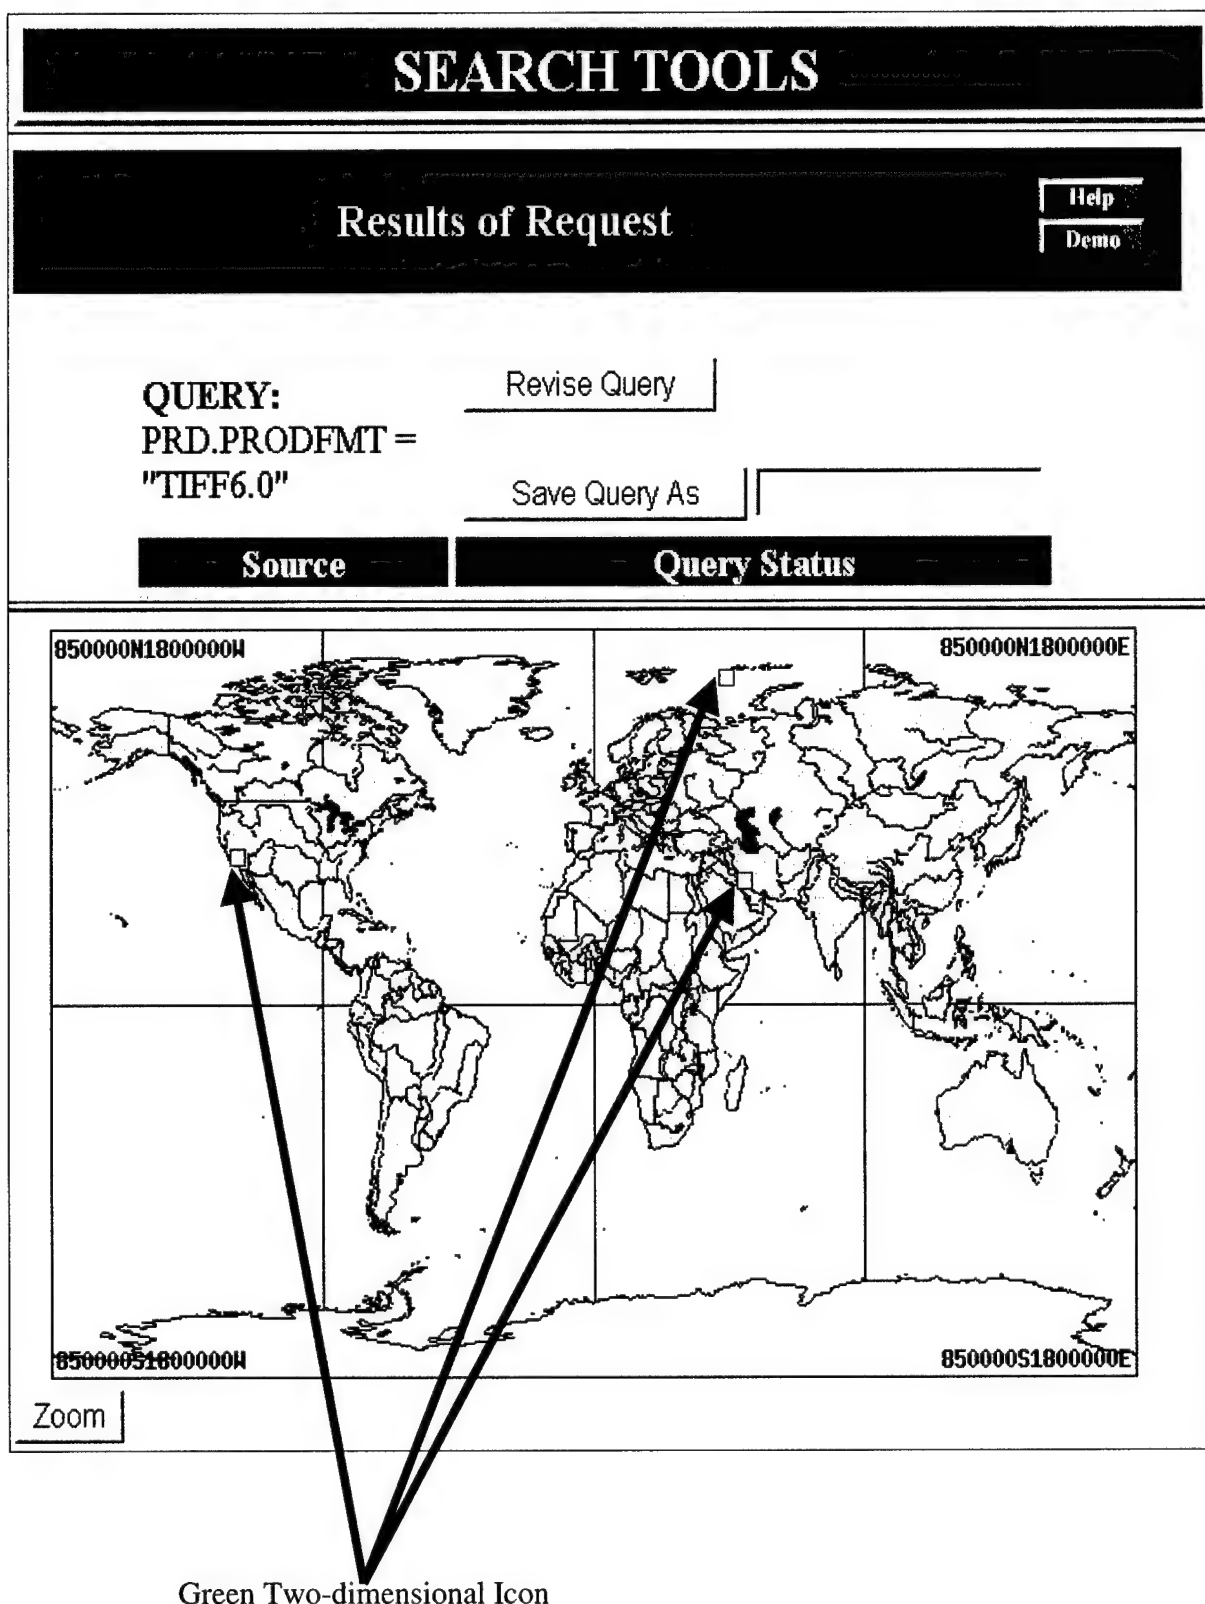 SEARCH TOOLS
Results of Request
Help
Demo
QUERY:
PRD.PRODFMT =
"TIFF6.0"
Revise Query
Save Query As
Source
Query Status
850000N1800000W
850000N1800000E
850000S1800000W
850000S1800000E
Zoom
Green Two-dimensional Icon